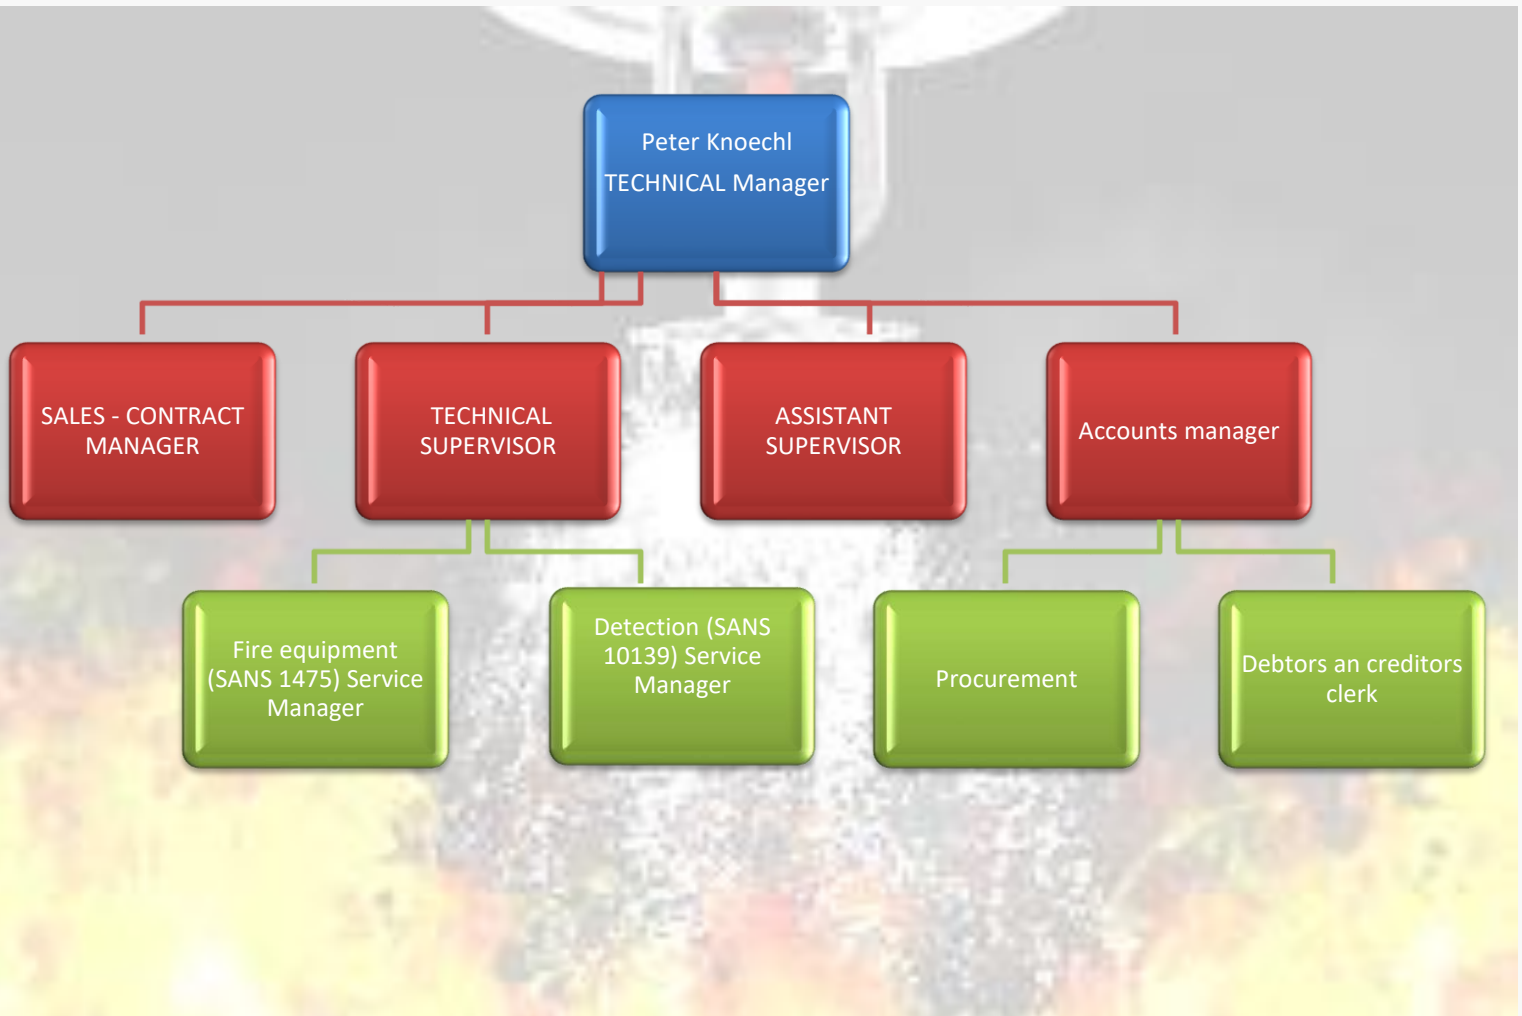 Peter Knoechl
TECHNICAL Manager
SALES - CONTRACT
MANAGER
TECHNICAL
SUPERVISOR
ASSISTANT
SUPERVISOR
Accounts manager
Fire equipment
(SANS 1475) Service
Manager
Detection (SANS
10139) Service
Manager
Procurement
Debtors an creditors
clerk